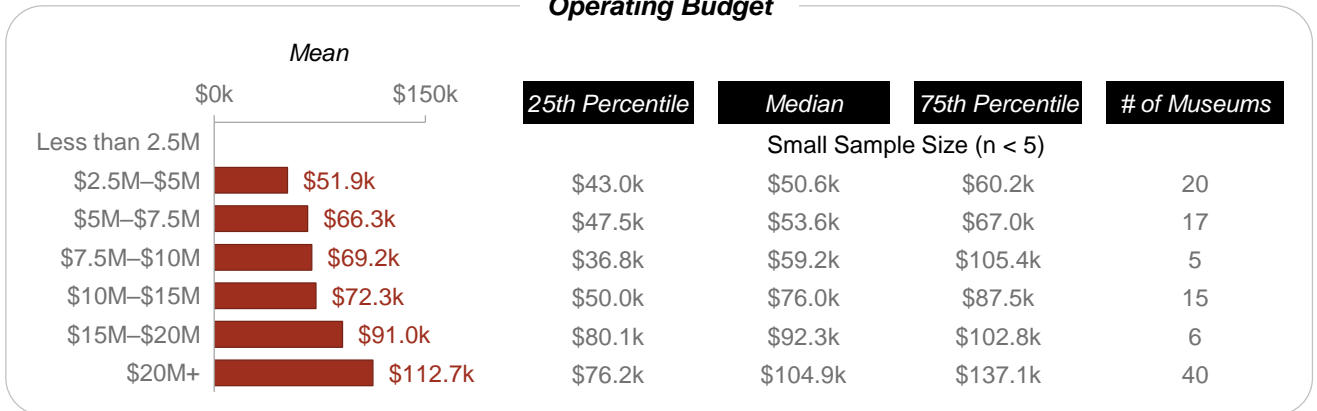 Operating Budget
Mean
$0k $150k 25th Percentile Median 75th Percentile # of Museums
Less than 2.5M Small Sample Size (n < 5)
$2.5M–$5M $51.9k $43.0k $50.6k $60.2k 20
$5M–$7.5M $66.3k $47.5k $53.6k $67.0k 17
$7.5M–$10M $69.2k $36.8k $59.2k $105.4k 5
$10M–$15M $72.3k $50.0k $76.0k $87.5k 15
$15M–$20M $91.0k $80.1k $92.3k $102.8k 6
$20M+ $112.7k $76.2k $104.9k $137.1k 40